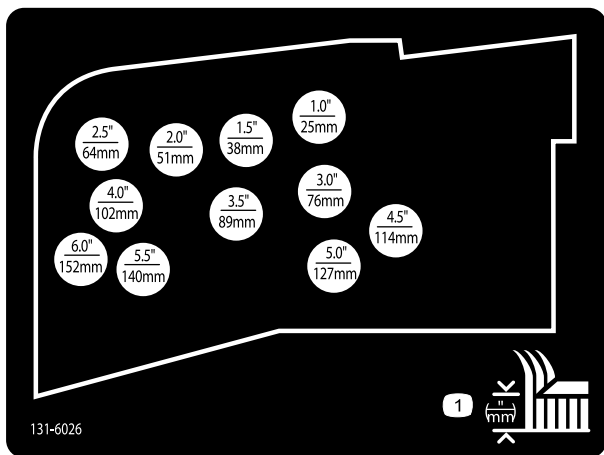 1.0"
25mm
1.5"
38mm
2.0"
51mm
2.5"
64mm
3.0"
76mm
4.0"
102mm
3.5"
89mm
4.5"
114mm
6.0"
152mm
5.5"
140mm
5.0"
127mm
1
(")
mm
131-6026